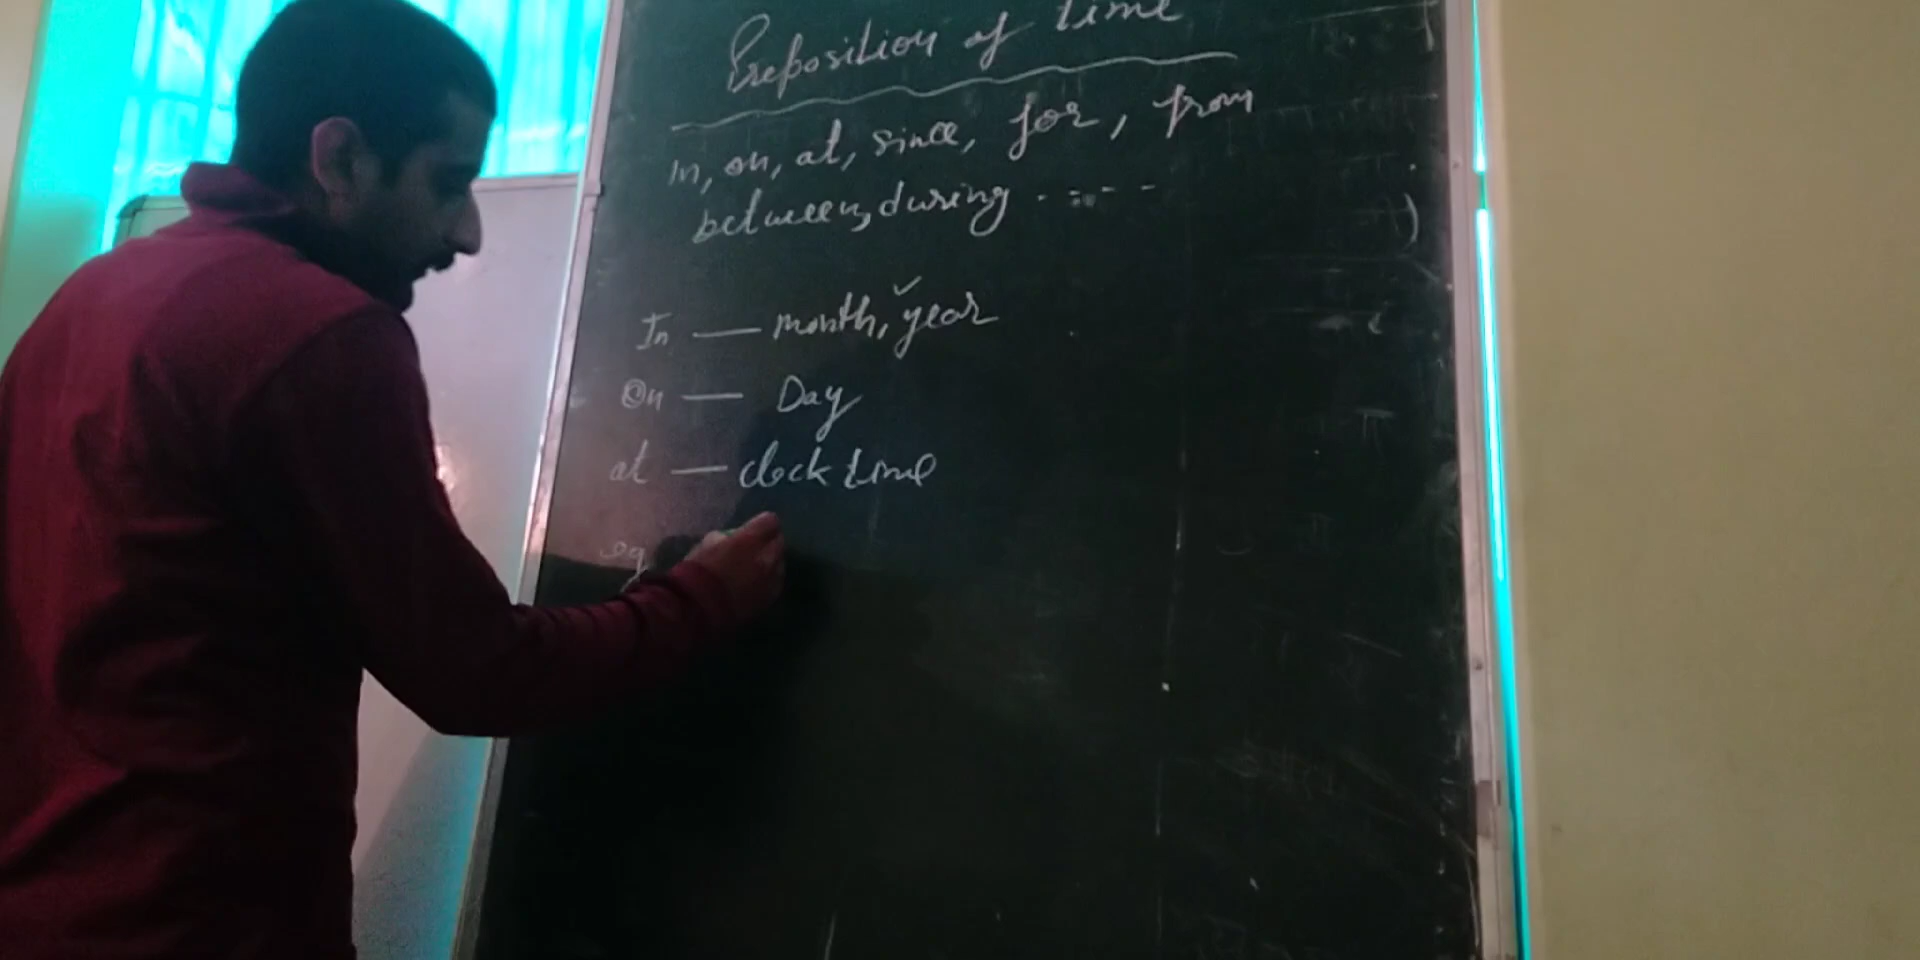 Preposition of time
In, on, at, since, for, from
between, during - - - - -
In — month, year
On — Day
at — clock time
eg